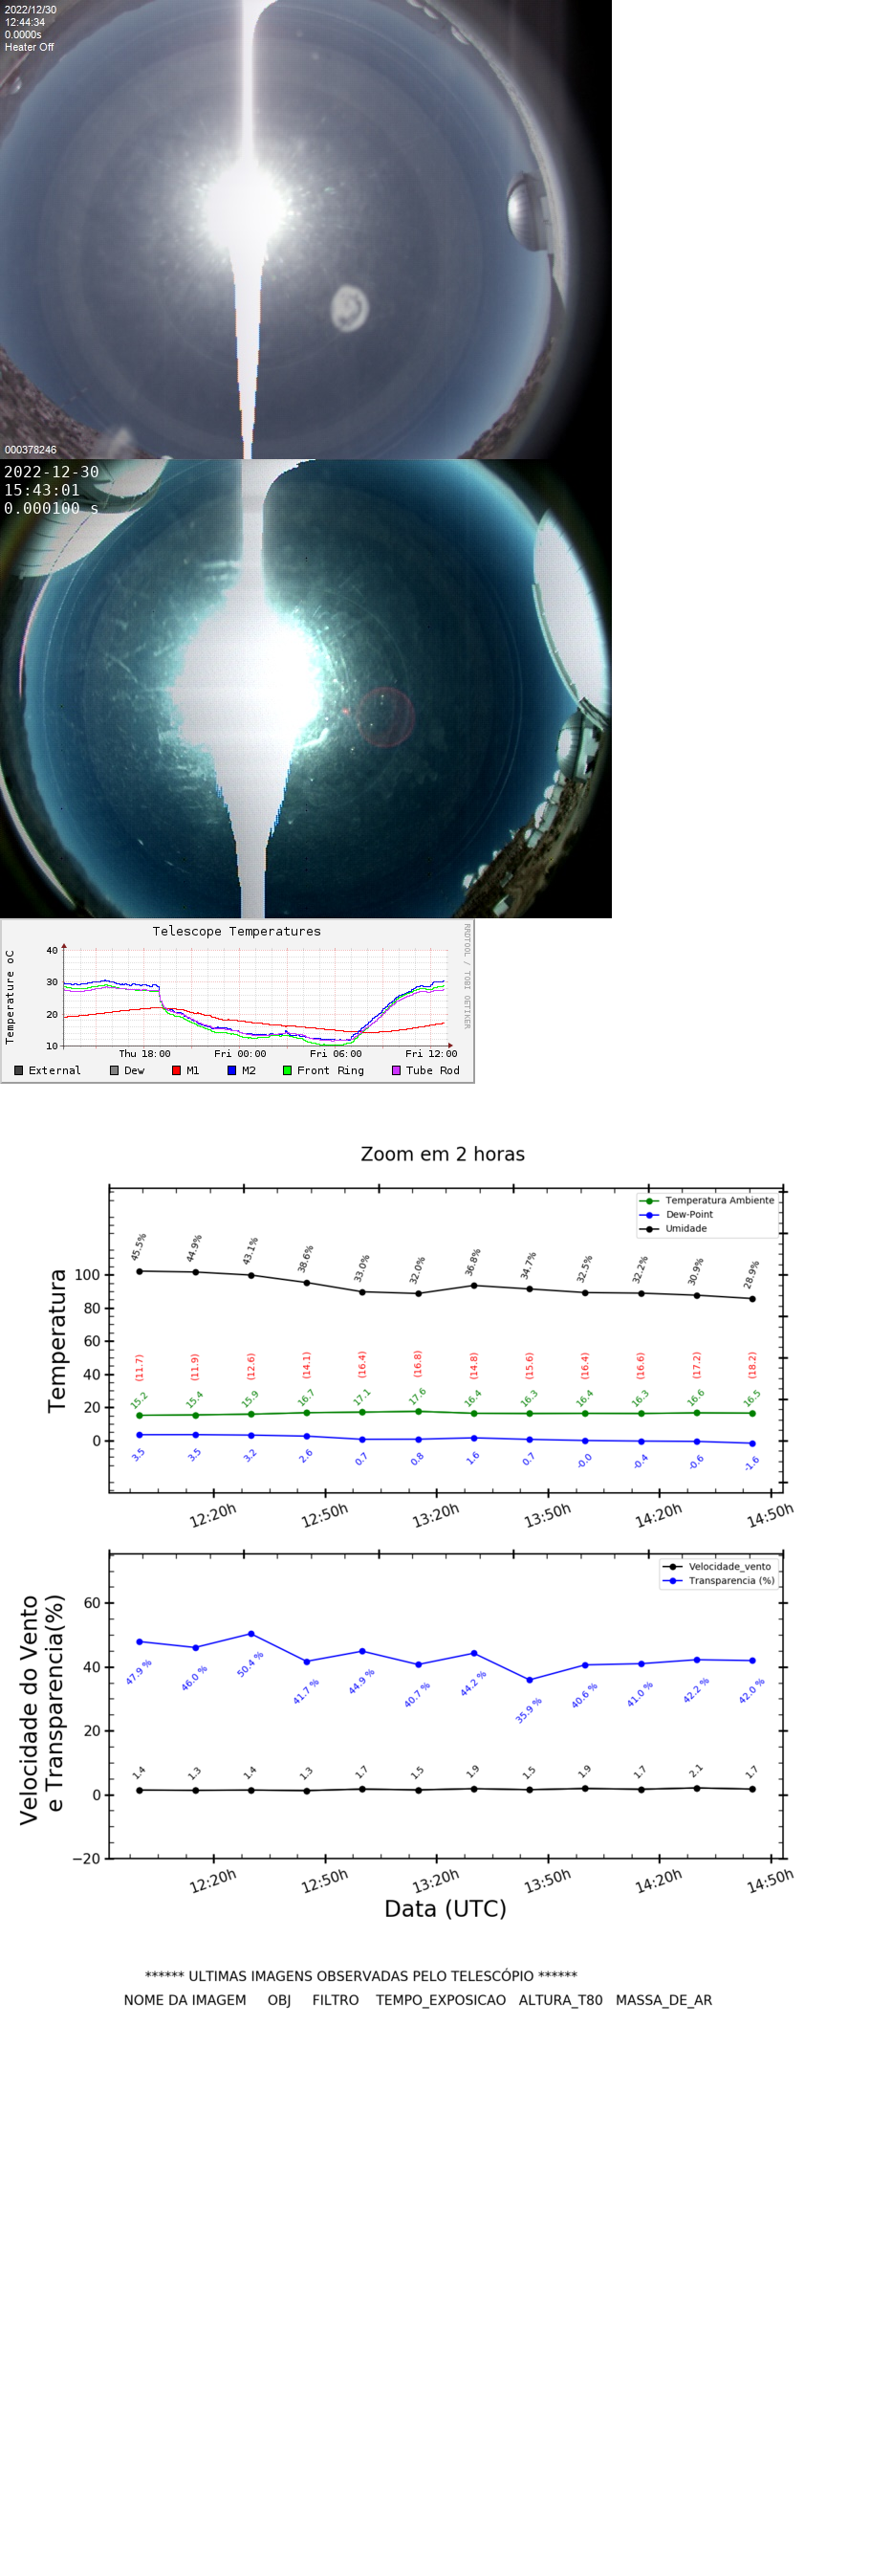 2022/12/30
12:44:34
0.0000s
Heater Off
000378246
2022-12-30
15:43:01
0.000100 s
Telescope Temperatures
RRDTOOL / TOBI OETIKER
Temperature oC
40
30
20
10
Thu 18:00 Fri 00:00 Fri 06:00 Fri 12:00
External Dew M1 M2 Front Ring Tube Rod
Zoom em 2 horas
Temperatura Ambiente
Dew-Point
Umidade
Temperatura
100
80
60
40
20
0
45.5% 44.9% 43.1% 38.6% 33.0% 32.0% 36.8% 34.7% 32.5% 32.2% 30.9% 28.9%
(11.7) (11.9) (12.6) (14.1) (16.4) (16.8) (14.8) (15.6) (16.4) (16.6) (17.2) (18.2)
15.2 15.4 15.9 16.7 17.1 17.6 16.4 16.3 16.4 16.3 16.6 16.5
3.5 3.5 3.2 2.6 0.7 0.8 1.6 0.7 -0.0 -0.4 -0.6 -1.6
12:20h 12:50h 13:20h 13:50h 14:20h 14:50h
Velocidade_vento
Transparencia (%)
Velocidade do Vento
e Transparencia(%)
60
40
20
0
−20
47.9 % 46.0 % 50.4 % 41.7 % 44.9 % 40.7 % 44.2 % 35.9 % 40.6 % 41.0 % 42.2 % 42.0 %
1.4 1.3 1.4 1.3 1.7 1.5 1.9 1.5 1.9 1.7 2.1 1.7
12:20h 12:50h 13:20h 13:50h 14:20h 14:50h
Data (UTC)
****** ULTIMAS IMAGENS OBSERVADAS PELO TELESCÓPIO ******
NOME DA IMAGEM OBJ FILTRO TEMPO_EXPOSICAO ALTURA_T80 MASSA_DE_AR